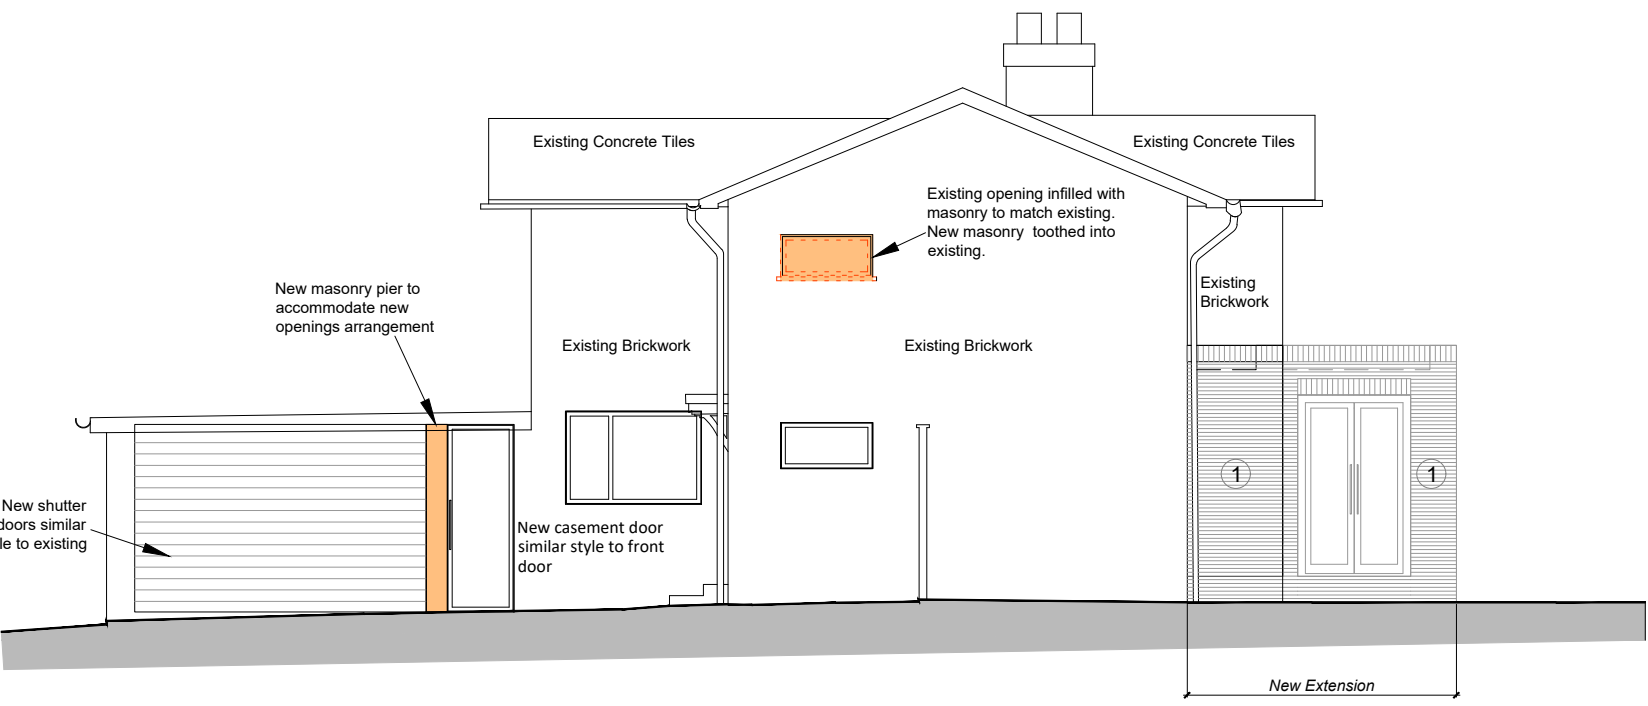 Existing Concrete Tiles
Existing Concrete Tiles
Existing opening infilled with
masonry to match existing.
New masonry toothed into
existing.
New masonry pier to
accommodate new
openings arrangement
Existing
Brickwork
Existing Brickwork
Existing Brickwork
New shutter
doors similar
le to existing
New casement door
similar style to front
door
1
1
New Extension